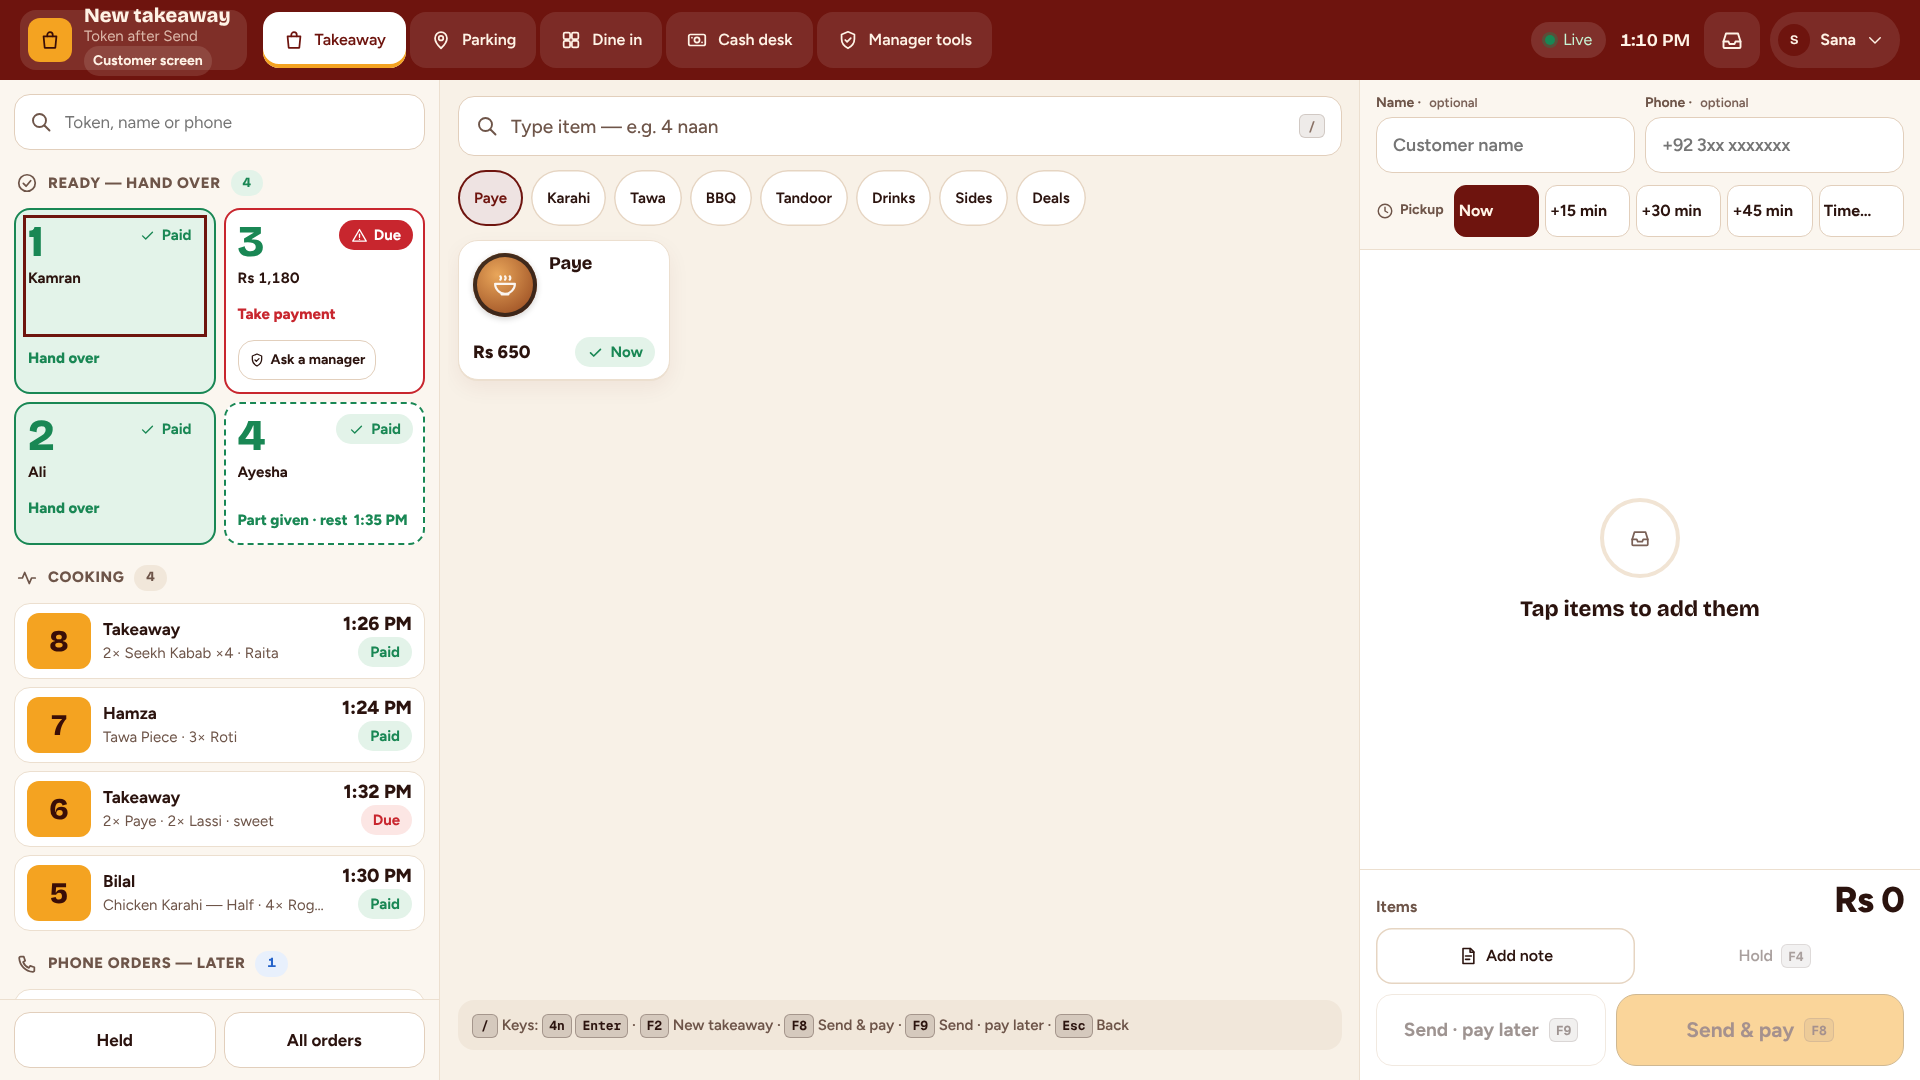 New takeaway
Token after Send
Customer screen
Takeaway
Parking
Dine in
Cash desk
Manager tools
Live
1:10 PM
S
Sana
Token, name or phone
READY — HAND OVER 4
1
Paid
Kamran
Hand over
3
Due
Rs 1,180
Take payment
Ask a manager
2
Paid
Ali
Hand over
4
Paid
Ayesha
Part given · rest 1:35 PM
COOKING 4
8
Takeaway
2× Seekh Kabab ×4 · Raita
1:26 PM
Paid
7
Hamza
Tawa Piece · 3× Roti
1:24 PM
Paid
6
Takeaway
2× Paye · 2× Lassi · sweet
1:32 PM
Due
5
Bilal
Chicken Karahi — Half · 4× Rog...
1:30 PM
Paid
PHONE ORDERS — LATER 1
Held
All orders
Type item — e.g. 4 naan
/
Paye
Karahi
Tawa
BBQ
Tandoor
Drinks
Sides
Deals
Paye
Rs 650
Now
/ Keys: 4n Enter · F2 New takeaway · F8 Send & pay · F9 Send · pay later · Esc Back
Name · optional
Phone · optional
Customer name
+92 3xx xxxxxxx
Pickup
Now
+15 min
+30 min
+45 min
Time...
Tap items to add them
Items
Rs 0
Add note
Hold F4
Send · pay later F9
Send & pay F8